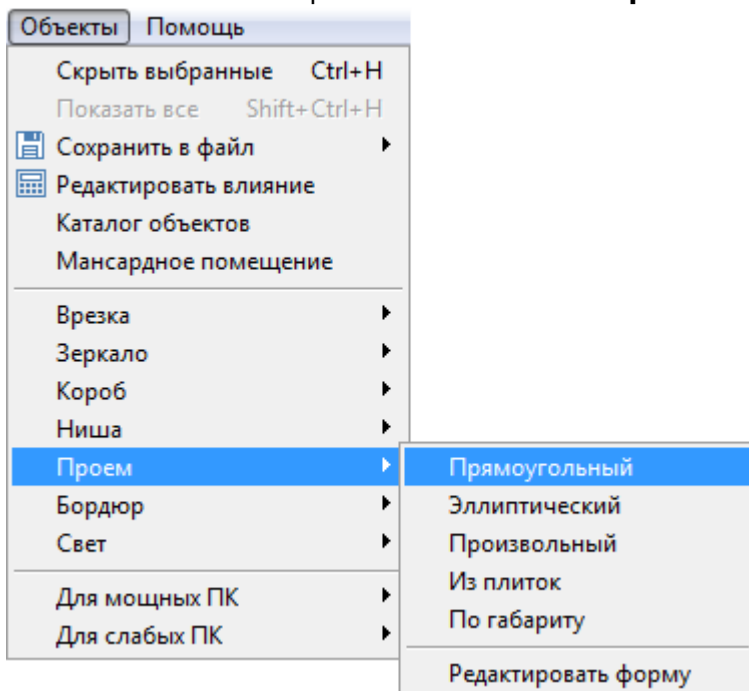 Объекты Помощь
Скрыть выбранные Ctrl+H
Показать все Shift+Ctrl+H
Сохранить в файл
Редактировать влияние
Каталог объектов
Мансардное помещение
Врезка
Зеркало
Короб
Ниша
Проем
Бордюр
Свет
Для мощных ПК
Для слабых ПК
Прямоугольный
Эллиптический
Произвольный
Из плиток
По габариту
Редактировать форму